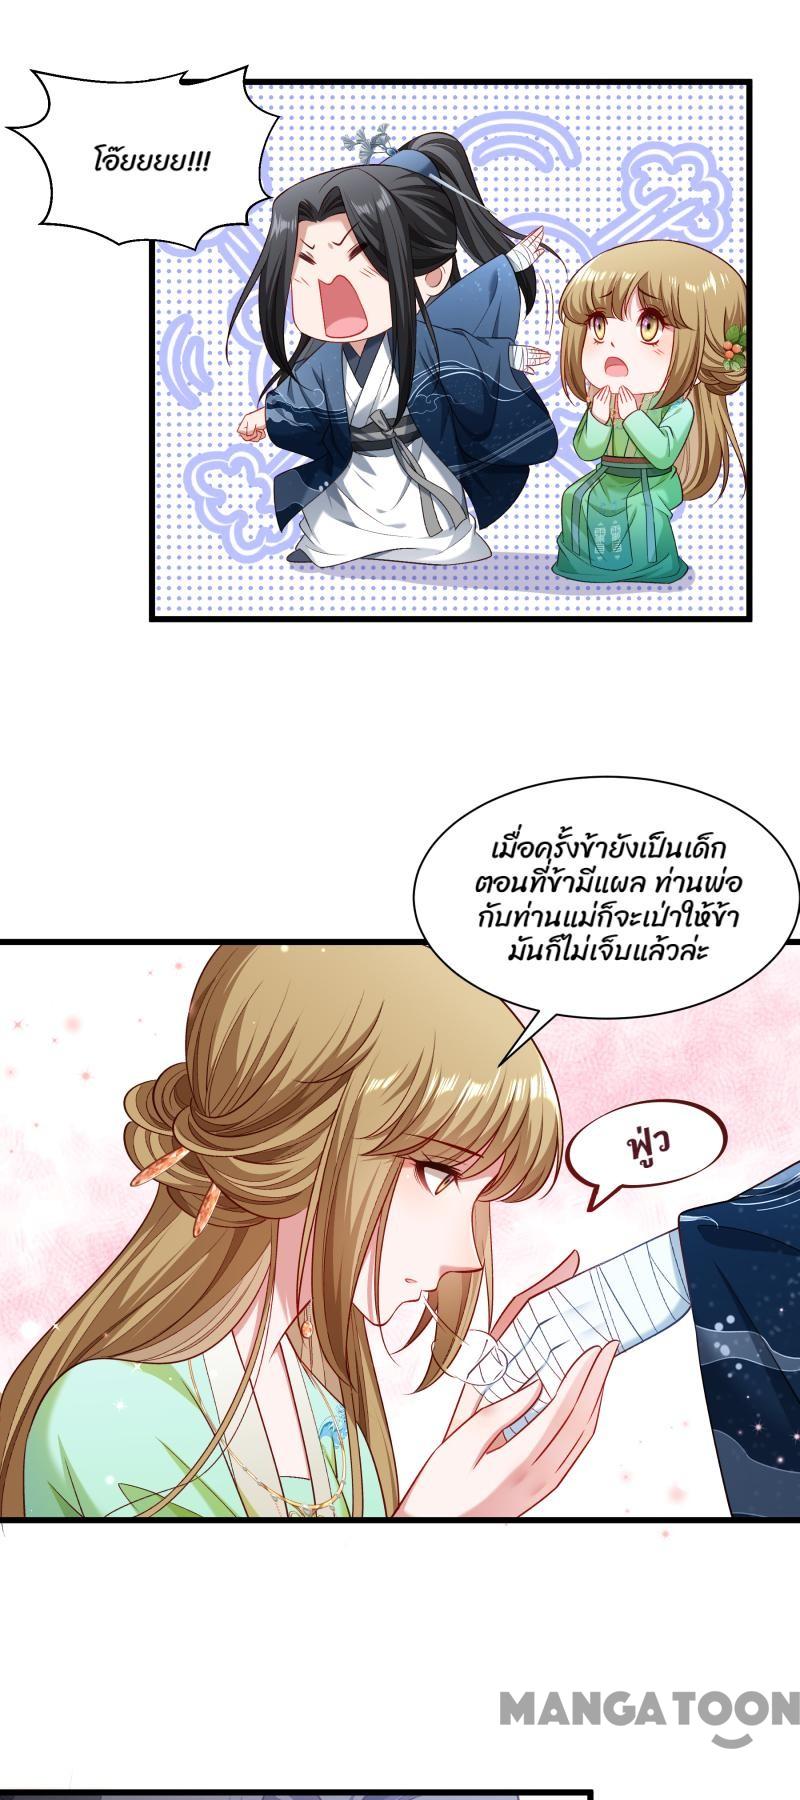 โอ๊ยยยย!!!
เมื่อครั้งข้ายังเป็นเด็ก
ตอนที่ข้ามีแผล ท่านพ่อ
กับท่านแม่ก็จะเป่าให้ข้า
มันก็ไม่เจ็บแล้วล่ะ
ฟู่ว
MANGATOON